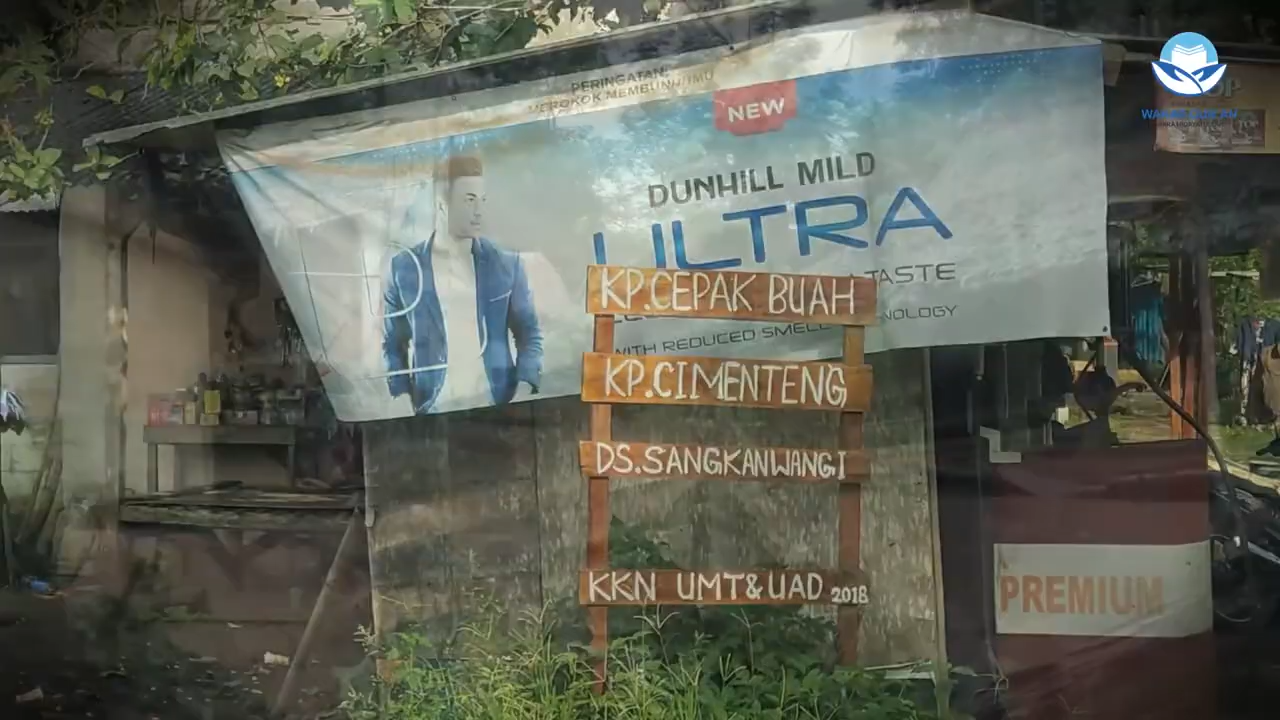 PERINGATAN:
MEROKOK MEMBUNUHMU
NEW
DUNHILL MILD
ULTRA
TASTE
WITH REDUCED SMELL
NOLOGY
KP.CEPAK BUAH
KP.CIMENTENG
DS.SANGKANWANGI
KKN UMT&UAD 2018
PREMIUM